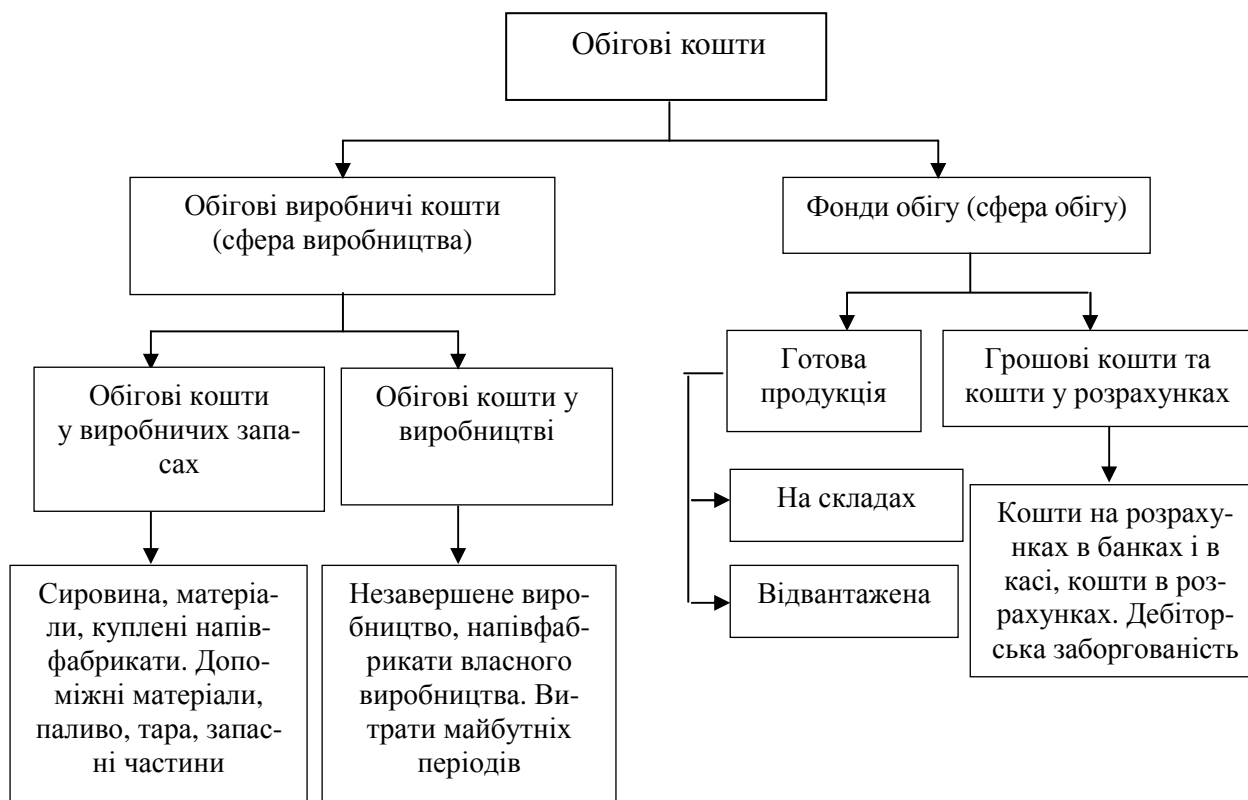 Обігові кошти
Обігові виробничі кошти
(сфера виробництва)
Фонди обігу (сфера обігу)
Обігові кошти
у виробничих запа-
сах
Обігові кошти у
виробництві
Готова
продукція
Грошові кошти та
кошти у розрахунках
На складах
Відвантажена
Кошти на розраху-
нках в банках і в
касі, кошти в роз-
рахунках. Дебітор-
ська заборгованість
Сировина, матеріа-
ли, куплені напів-
фабрикати. Допо-
міжні матеріали,
паливо, тара, запас-
ні частини
Незавершене виро-
бництво, напівфаб-
рикати власного
виробництва. Ви-
трати майбутніх
періодів